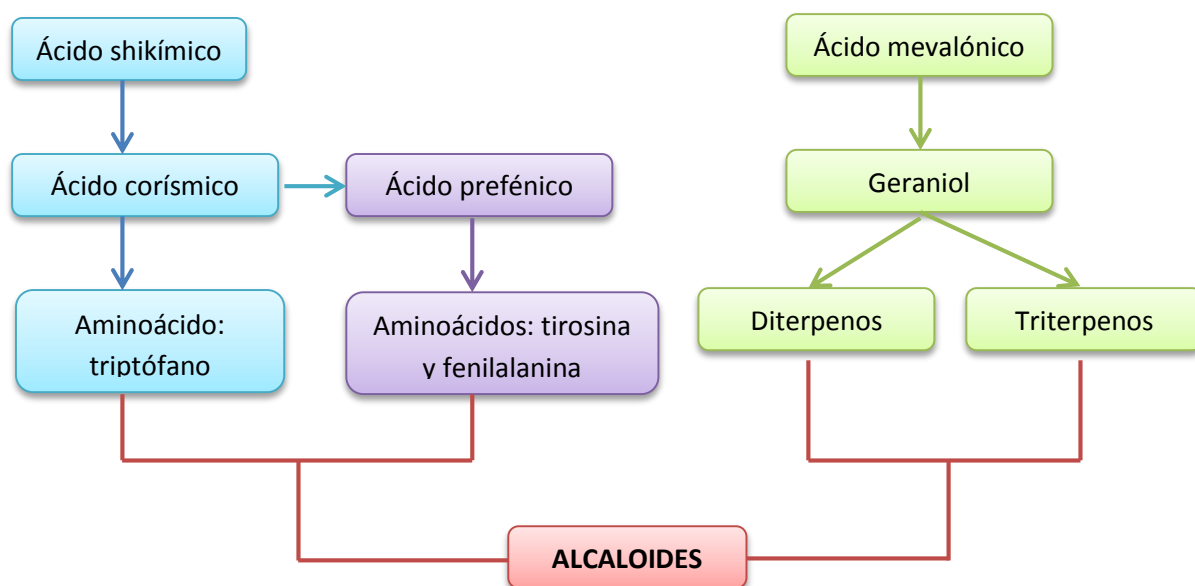 Ácido shikímico
Ácido mevalónico
Ácido corísmico
Ácido prefénico
Geraniol
Aminoácido:
triptófano
Aminoácidos: tirosina
y fenilalanina
Diterpenos
Triterpenos
ALCALOIDES